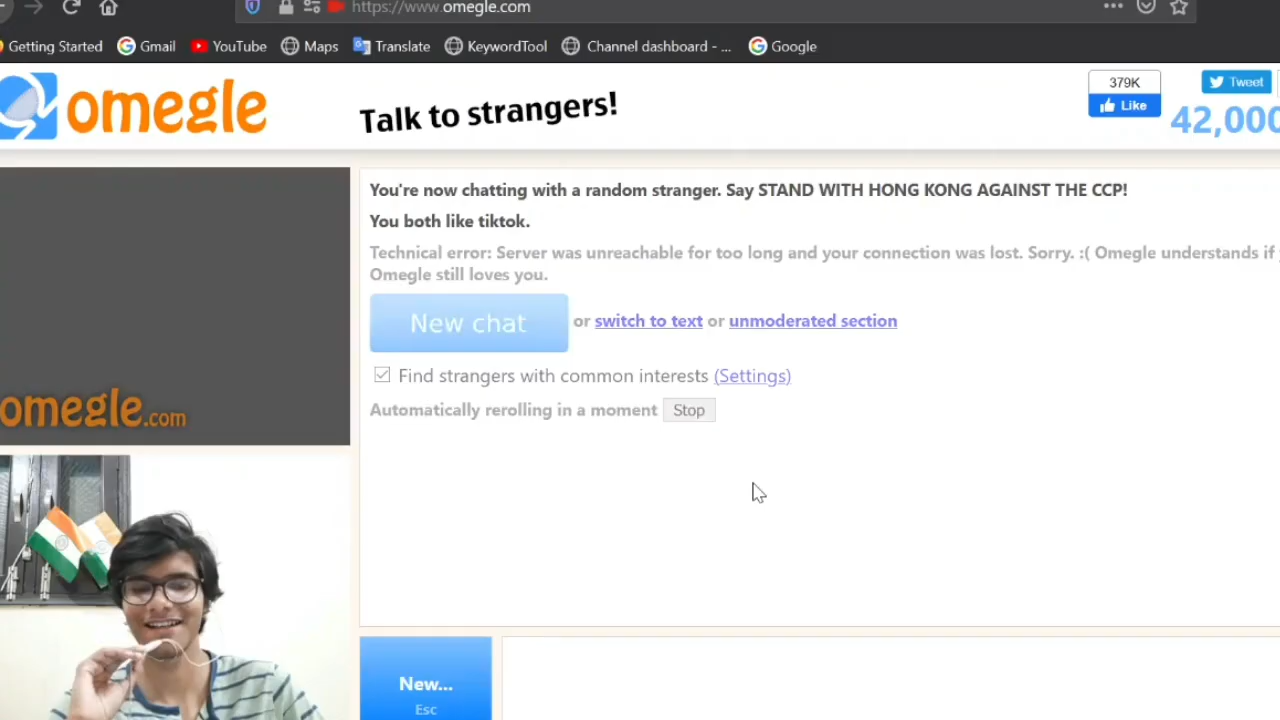 https://www.omegle.com
Getting Started Gmail YouTube Maps Translate KeywordTool Channel dashboard - ... Google
omegle Talk to strangers! 379K Like Tweet
42,000
You're now chatting with a random stranger. Say STAND WITH HONG KONG AGAINST THE CCP!
You both like tiktok.
Technical error: Server was unreachable for too long and your connection was lost. Sorry. :( Omegle understands if
Omegle still loves you.
New chat or switch to text or unmoderated section
Find strangers with common interests (Settings)
Automatically rerolling in a moment Stop
omegle.com
New...
Esc